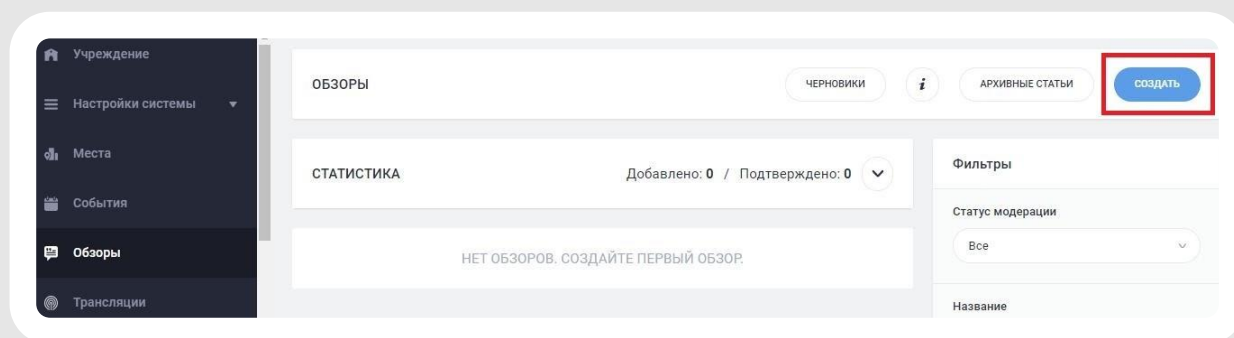 Учреждение
Настройки системы
Места
События
Обзоры
Трансляции
ОБЗОРЫ
ЧЕРНОВИКИ
i
АРХИВНЫЕ СТАТЬИ
СОЗДАТЬ
СТАТИСТИКА
Добавлено: 0 / Подтверждено: 0
НЕТ ОБЗОРОВ. СОЗДАЙТЕ ПЕРВЫЙ ОБЗОР.
Фильтры
Статус модерации
Все
Название